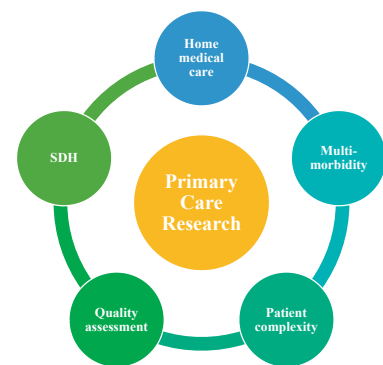 Home
medical
care
Multi-
morbidity
Patient
complexity
Quality
assessment
SDH
Primary
Care
Research